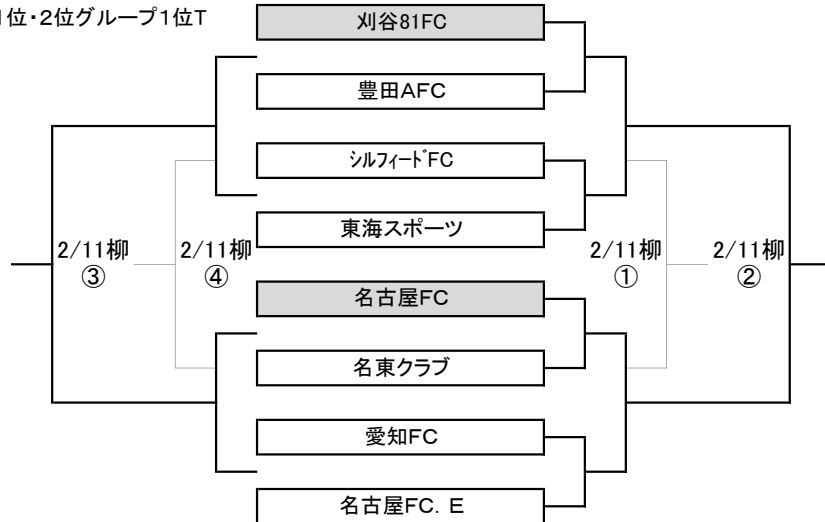 1位・2位グループ1位T
刈谷81FC
豊田AFC
シルフィードFC
東海スポーツ
2/11柳
③
2/11柳
④
2/11柳
①
2/11柳
②
名古屋FC
名東クラブ
愛知FC
名古屋FC. E